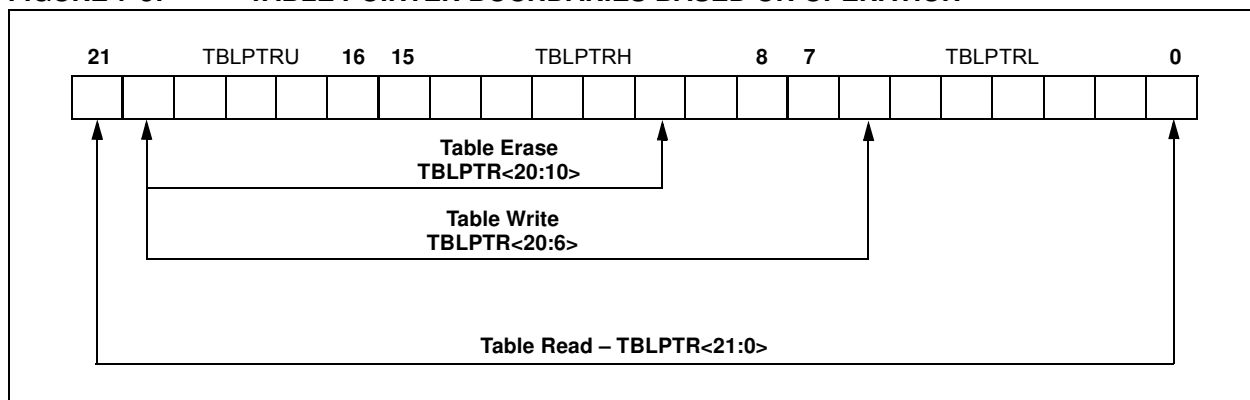 21 TBLPTRU 16 15 TBLPTRH 8 7 TBLPTRL 0
Table Erase
TBLPTR<20:10>
Table Write
TBLPTR<20:6>
Table Read – TBLPTR<21:0>